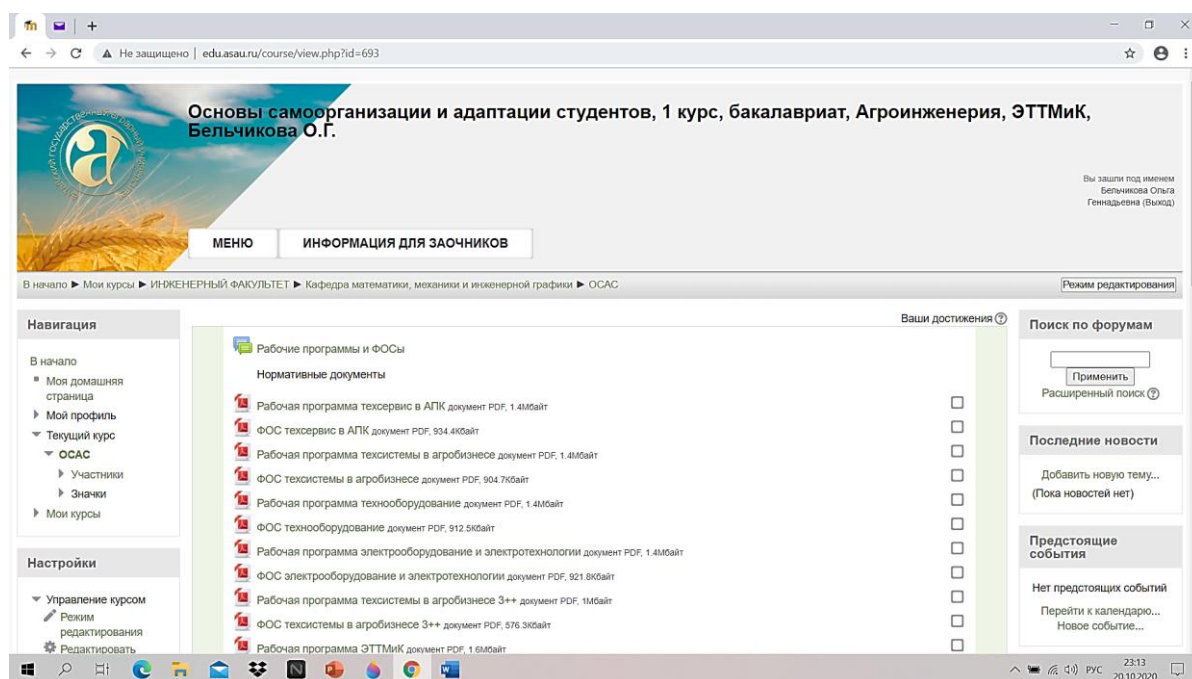 Не защищено | edu.asau.ru/course/view.php?id=693
Основы самоорганизации и адаптации студентов, 1 курс, бакалавриат, Агроинженерия, ЭТТМиК,
Бельчикова О.Г.
Вы зашли под именем
Бельчикова Ольга
Геннадьевна (Выход)
МЕНЮ
ИНФОРМАЦИЯ ДЛЯ ЗАОЧНИКОВ
В начало ► Мои курсы ► ИНЖЕНЕРНЫЙ ФАКУЛЬТЕТ ► Кафедра математики, механики и инженерной графики ► ОСАС
Режим редактирования
Навигация
В начало
Моя домашняя
страница
Мой профиль
Текущий курс
ОСАС
Участники
Значки
Мои курсы
Настройки
Управление курсом
Режим
редактирования
Редактировать
Ваши достижения
Рабочие программы и ФОСы
Нормативные документы
Рабочая программа техсервис в АПК документ PDF, 1.4Мбайт
ФОС техсервис в АПК документ PDF, 934.4Кбайт
Рабочая программа техсистемы в агробизнесе документ PDF, 1.4Мбайт
ФОС техсистемы в агробизнесе документ PDF, 904.7Кбайт
Рабочая программа технооборудование документ PDF, 1.4Мбайт
ФОС технооборудование документ PDF, 912.5Кбайт
Рабочая программа электрооборудование и электротехнологии документ PDF, 1.4Мбайт
ФОС электрооборудование и электротехнологии документ PDF, 921.8Кбайт
Рабочая программа техсистемы в агробизнесе 3++ документ PDF, 1Мбайт
ФОС техсистемы в агробизнесе 3++ документ PDF, 576.3Кбайт
Рабочая программа ЭТТМиК документ PDF, 1.6Мбайт
Поиск по форумам
Применить
Расширенный поиск
Последние новости
Добавить новую тему...
(Пока новостей нет)
Предстоящие
события
Нет предстоящих событий
Перейти к календарю...
Новое событие...
РУС
23:13
20.10.2020